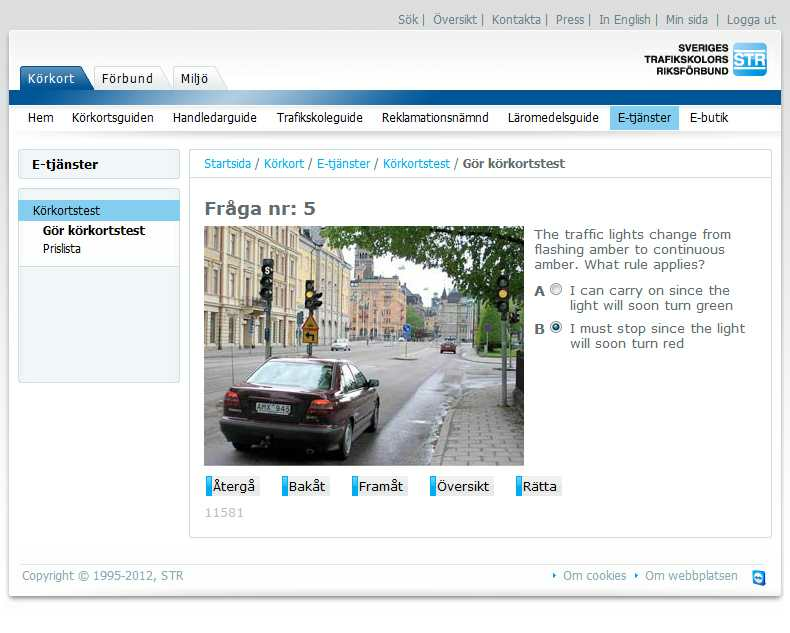 Sök | Översikt | Kontakta | Press | In English | Min sida | Logga ut
SVERIGES
TRAFIKSKOLORS
RIKSFÖRBUND
STR
Körkort Förbund Miljö
Hem Körkortsguiden Handledarguide Trafikskoleguide Reklamationsnämnd Läromedelsguide E-tjänster E-butik
E-tjänster
Körkortstest
Gör körkortstest
Prislista
Startsida / Körkort / E-tjänster / Körkortstest / Gör körkortstest
Fråga nr: 5
S
AMX 945
The traffic lights change from
flashing amber to continuous
amber. What rule applies?
A I can carry on since the
light will soon turn green
B I must stop since the light
will soon turn red
Återgå Bakåt Framåt Översikt Rätta
11581
Copyright © 1995-2012, STR
Om cookies Om webbplatsen